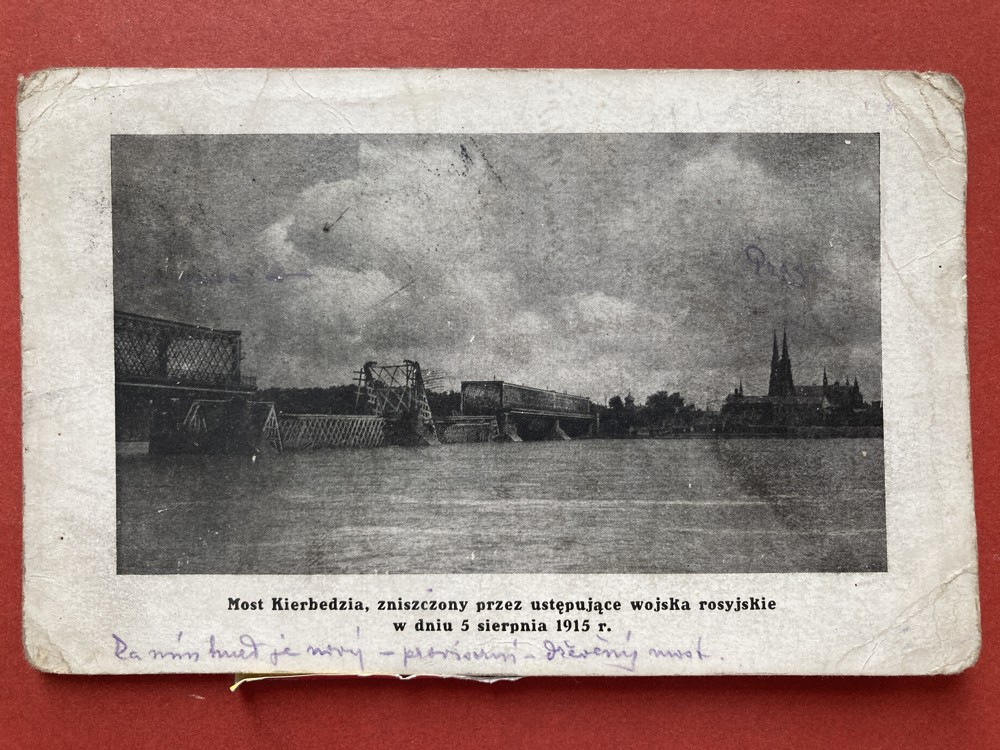 Most Kierbedzia, zniszczony przez ustępujące wojska rosyjskie
w dniu 5 sierpnia 1915 r.
Za ním hned je nový – provisorní – dřevěný most.